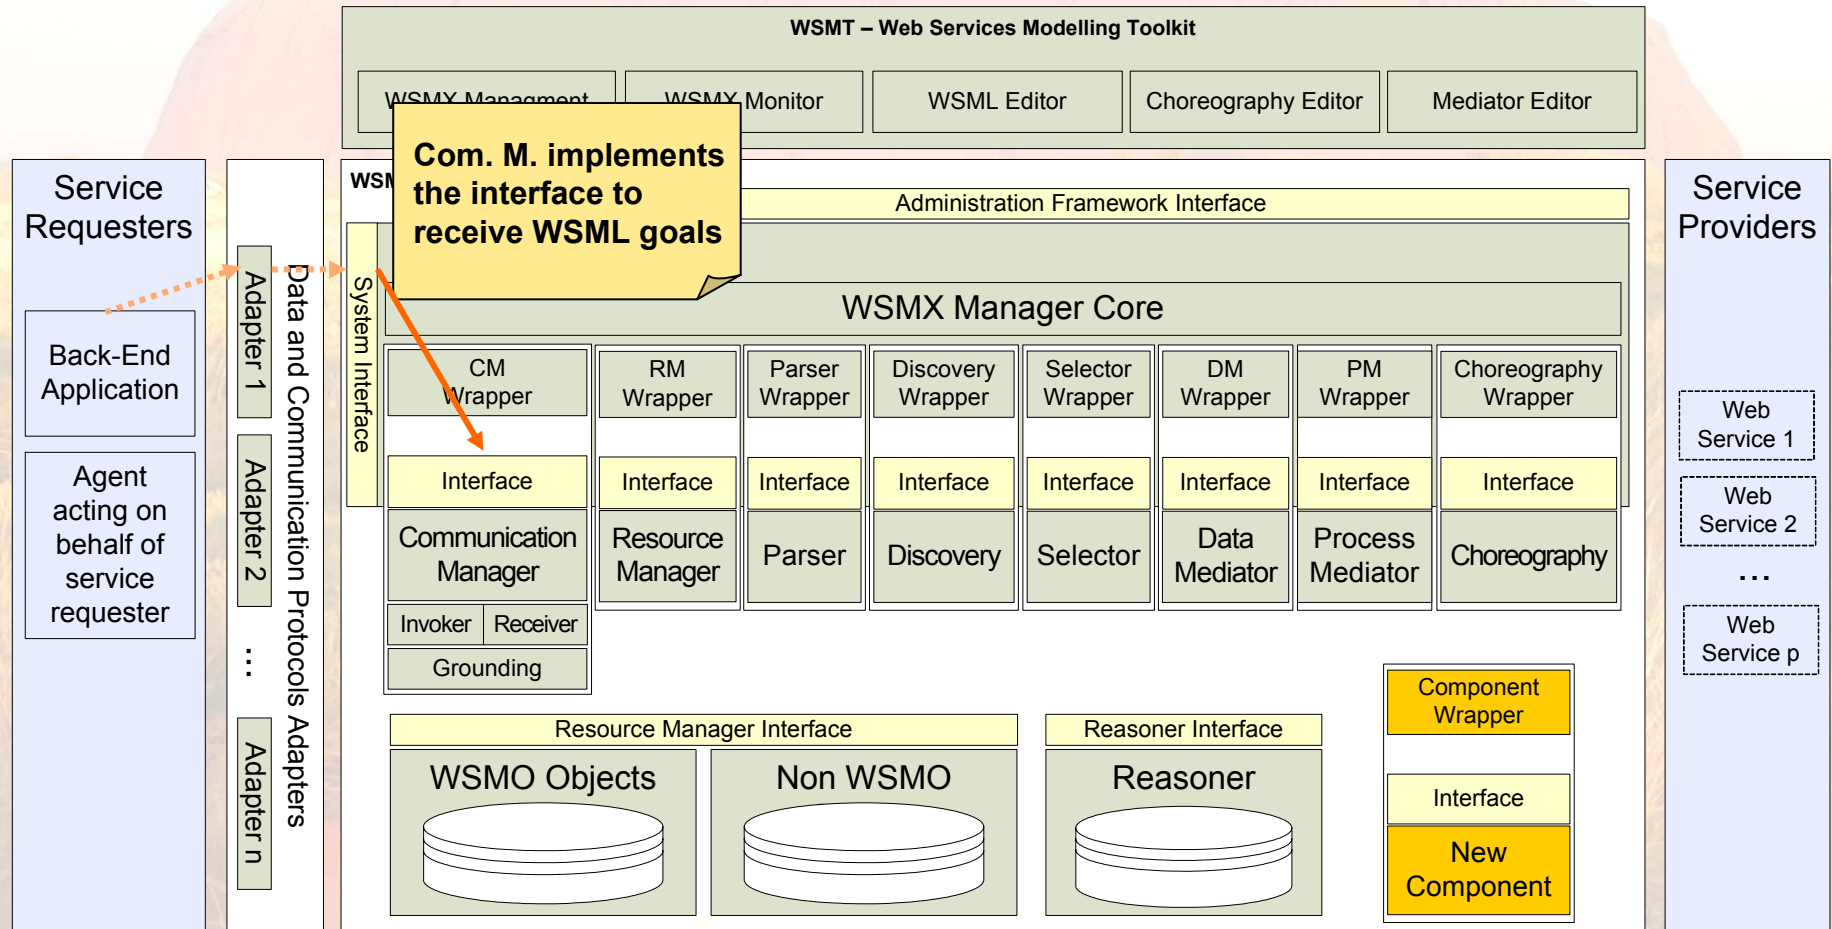 WSMT – Web Services Modelling Toolkit
WSMX Managment
WSMX Monitor
WSML Editor
Choreography Editor
Mediator Editor
Com. M. implements
the interface to
receive WSML goals
Service
Requesters
Back-End
Application
Agent
acting on
behalf of
service
requester
Adapter 1
Adapter 2
...
Adapter n
Data and Communication Protocols Adapters
WSM
Administration Framework Interface
System Interface
WSMX Manager Core
CM
Wrapper
RM
Wrapper
Parser
Wrapper
Discovery
Wrapper
Selector
Wrapper
DM
Wrapper
PM
Wrapper
Choreography
Wrapper
Interface
Interface
Interface
Interface
Interface
Interface
Interface
Interface
Communication
Manager
Resource
Manager
Parser
Discovery
Selector
Data
Mediator
Process
Mediator
Choreography
Invoker
Receiver
Grounding
Resource Manager Interface
WSMO Objects
Non WSMO
Reasoner Interface
Reasoner
Component
Wrapper
Interface
New
Component
Service
Providers
Web
Service 1
Web
Service 2
...
Web
Service p